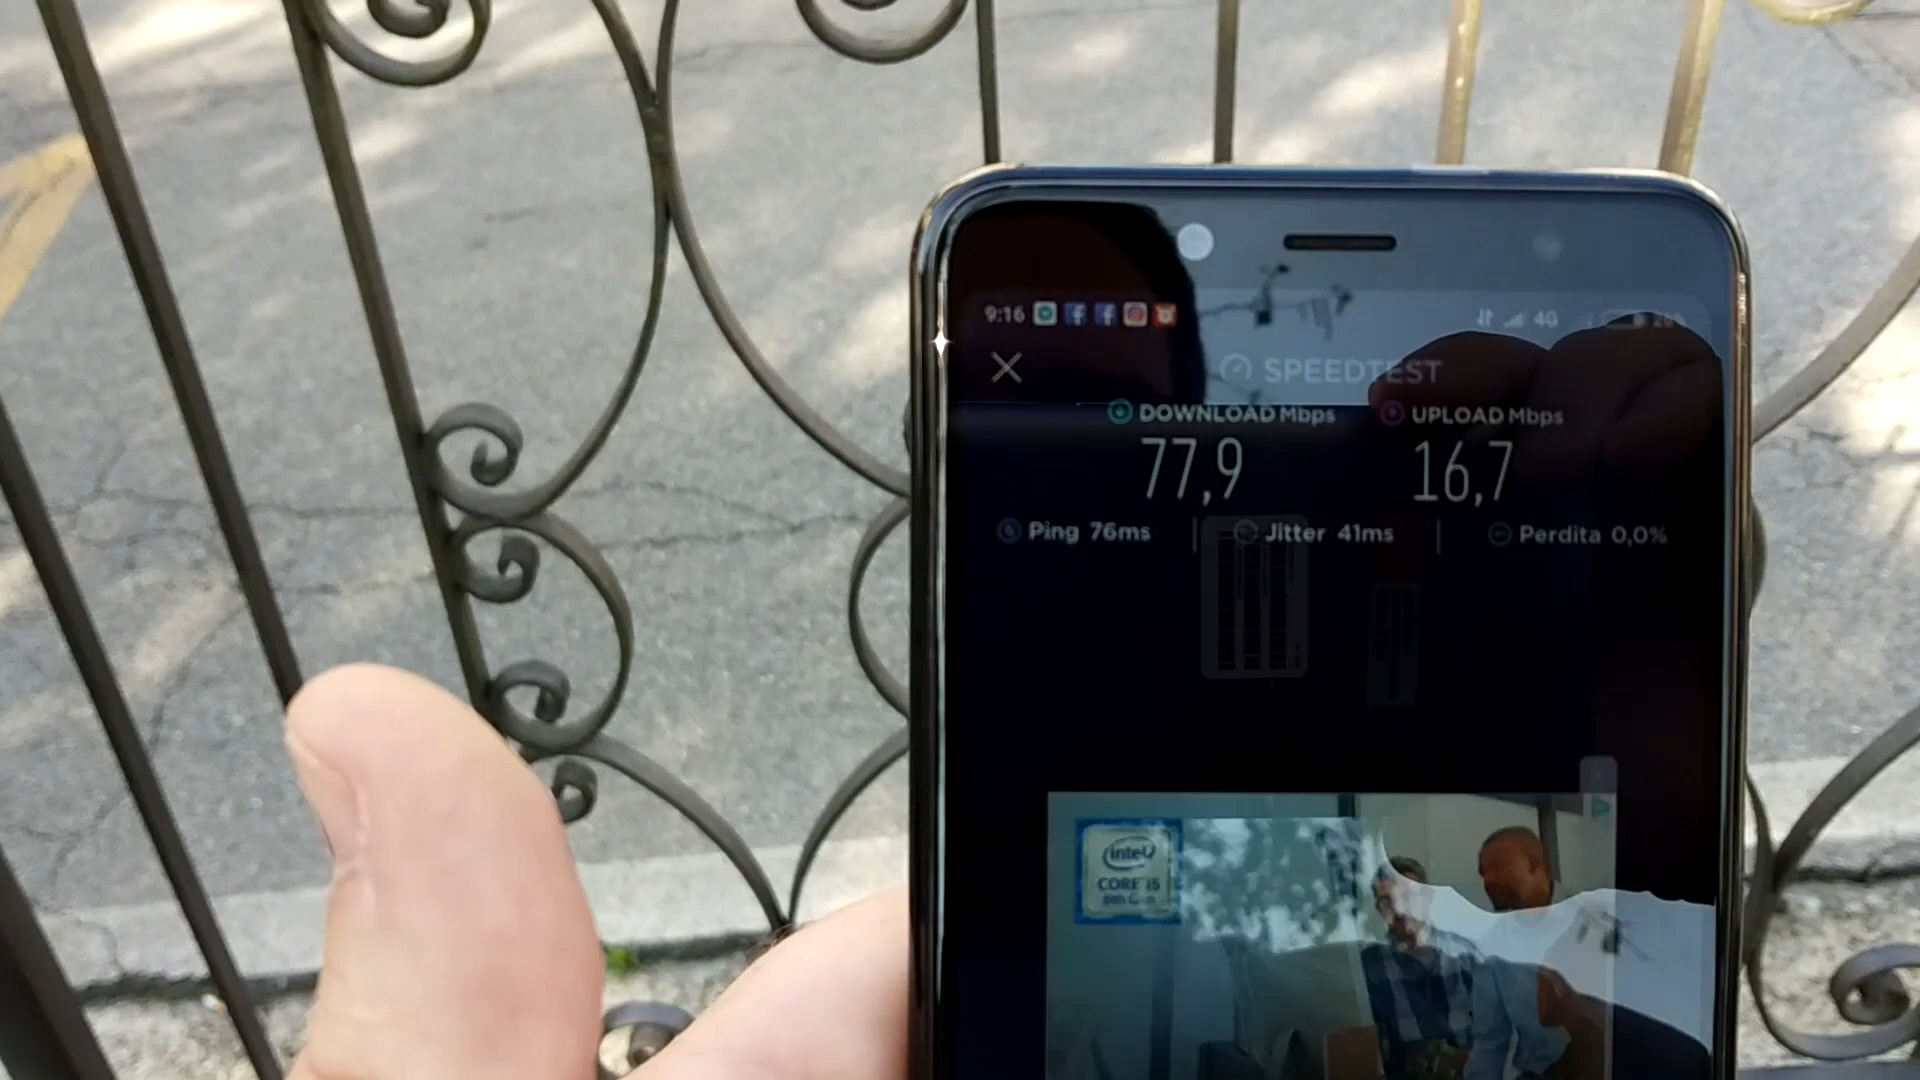 9:16 4G
SPEEDTEST
DOWNLOAD Mbps UPLOAD Mbps
77,9 16,7
Ping 76ms Jitter 41ms Perdita 0,0%
intel
CORE i5